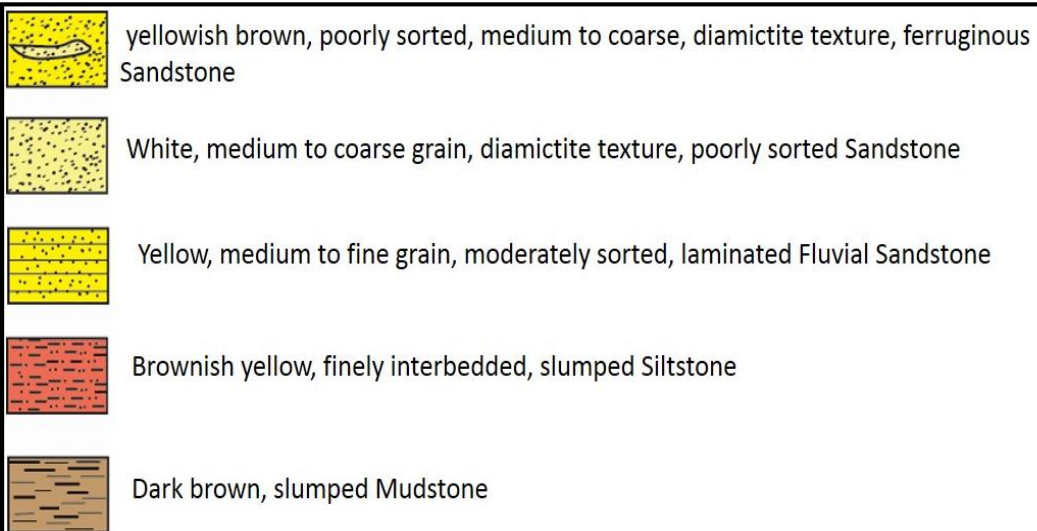 yellowish brown, poorly sorted, medium to coarse, diamictite texture, ferruginous
Sandstone
White, medium to coarse grain, diamictite texture, poorly sorted Sandstone
Yellow, medium to fine grain, moderately sorted, laminated Fluvial Sandstone
Brownish yellow, finely interbedded, slumped Siltstone
Dark brown, slumped Mudstone